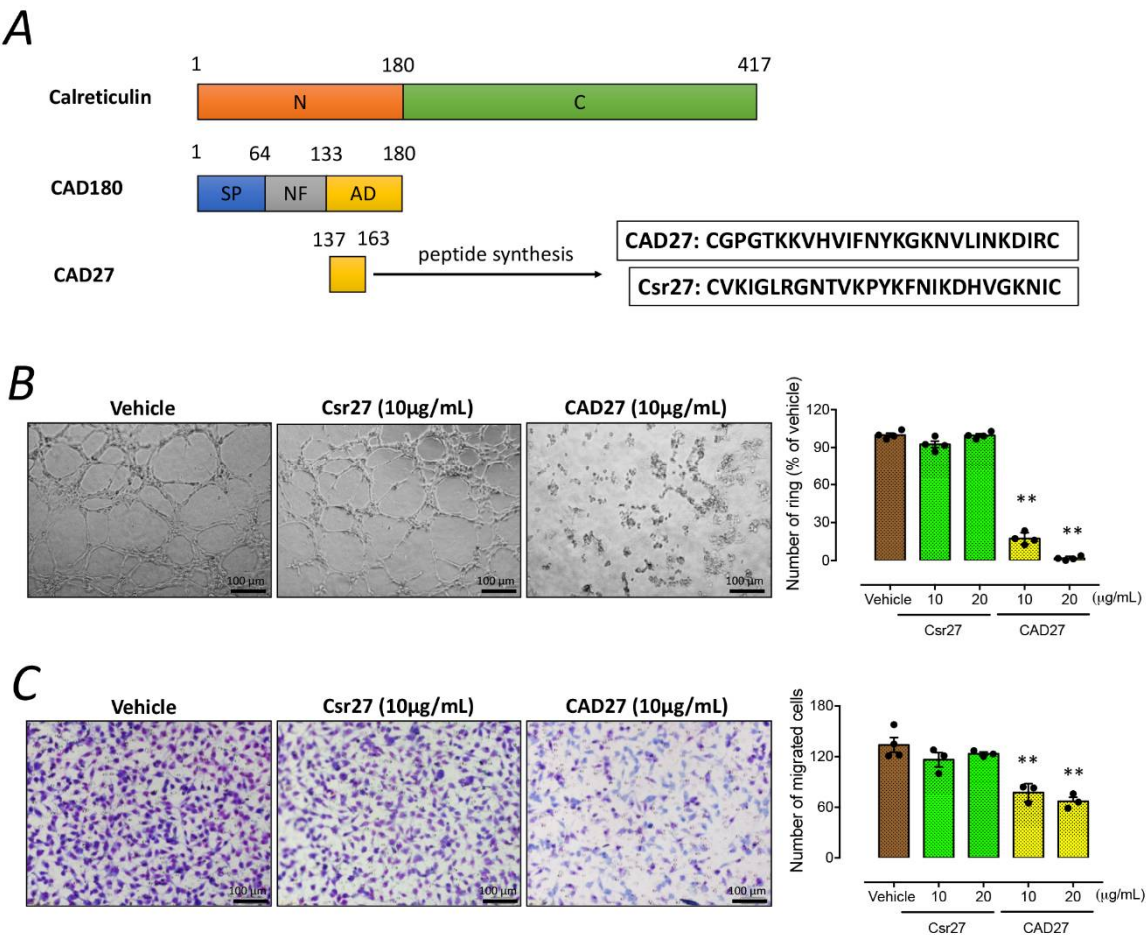 A
1 180 417
Calreticulin N C
1 64 133 180
CAD180 SP NF AD
137 163
CAD27 peptide synthesis
CAD27: CGPGTKKVHVIFNYKGKNVLINKDIRC
Csr27: CVKIGLRGNTVKPYKFNIKDHVGKNIC
B
Vehicle Csr27 (10μg/mL) CAD27 (10μg/mL)
100 μm 100 μm 100 μm
Number of ring (% of vehicle)
120
90
60
30
0
** **
Vehicle 10 20 10 20 (μg/mL)
Csr27 CAD27
C
Vehicle Csr27 (10μg/mL) CAD27 (10μg/mL)
100 μm 100 μm 100 μm
Number of migrated cells
180
120
60
0
** **
Vehicle 10 20 10 20 (μg/mL)
Csr27 CAD27